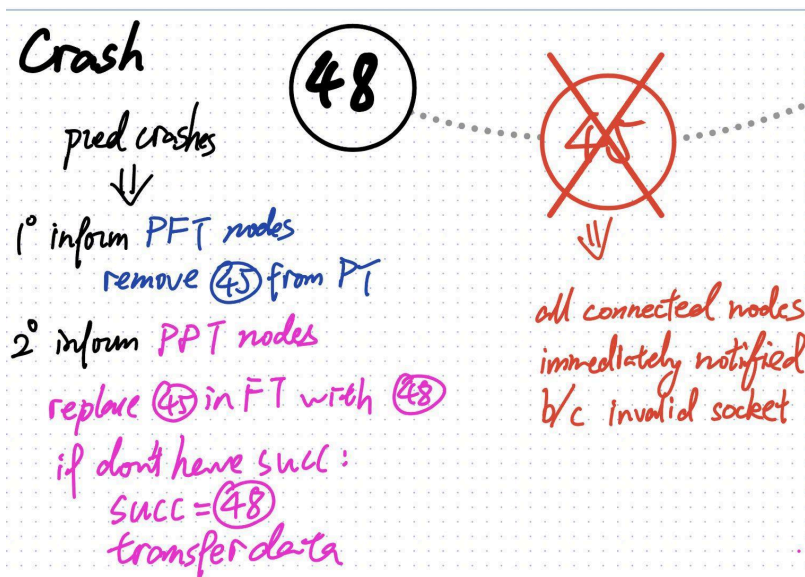 Crash
48
45
pred crashes
⇓
1° inform PFT nodes
remove 45 from PT
2° inform PPT nodes
replace 45 in FT with 48
if don't have succ:
succ = 48
transfer data
⇓
all connected nodes
immediately notified
b/c invalid socket